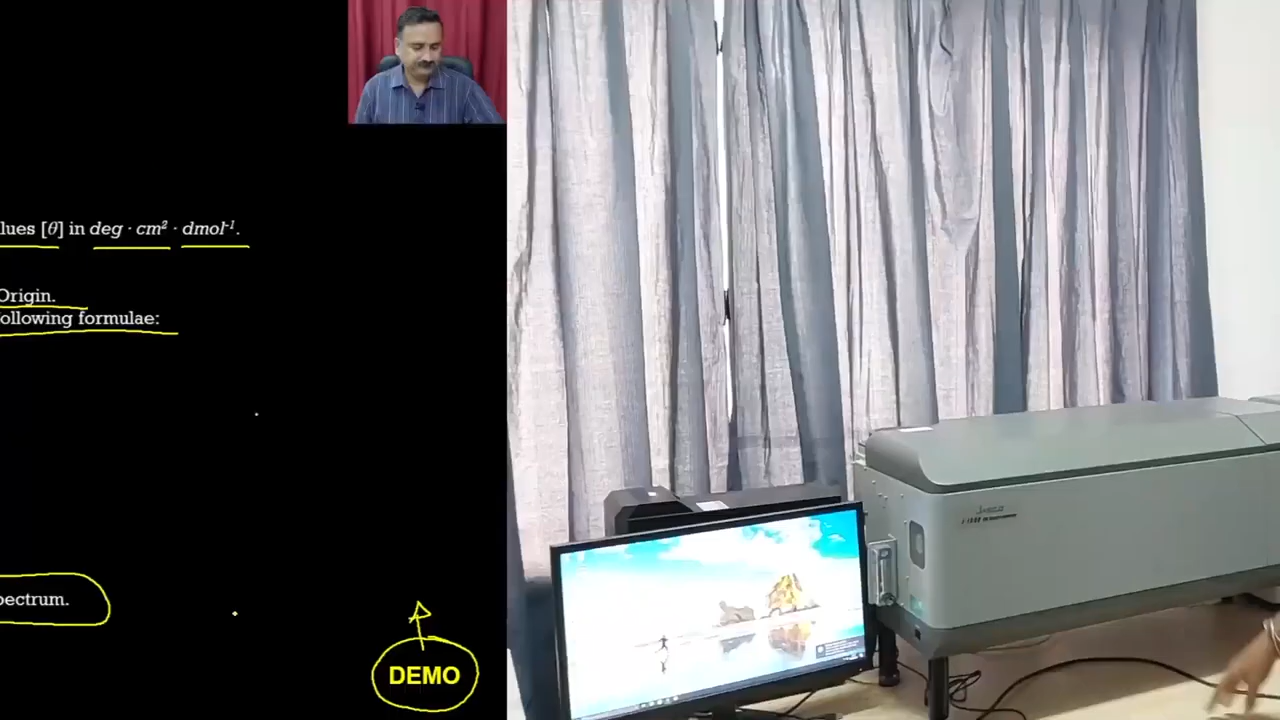 lues [θ] in deg · cm² · dmol⁻¹.
Origin.
ollowing formulae:
pectrum.
DEMO